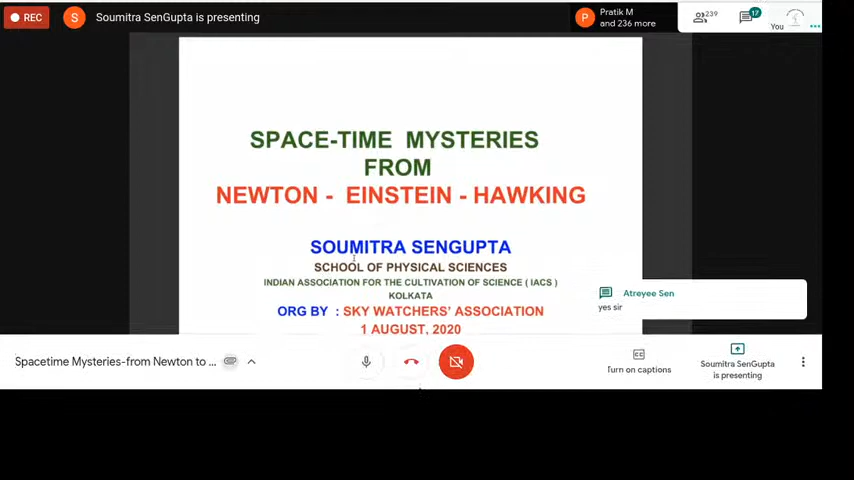 REC
S
Soumitra SenGupta is presenting
P
Pratik M
and 236 more
239
17
You
SPACE-TIME MYSTERIES
FROM
NEWTON - EINSTEIN - HAWKING
SOUMITRA SENGUPTA
SCHOOL OF PHYSICAL SCIENCES
INDIAN ASSOCIATION FOR THE CULTIVATION OF SCIENCE ( IACS )
KOLKATA
ORG BY : SKY WATCHERS' ASSOCIATION
1 AUGUST, 2020
Atreyee Sen
yes sir
Spacetime Mysteries-from Newton to ...
Turn on captions
Soumitra SenGupta
is presenting